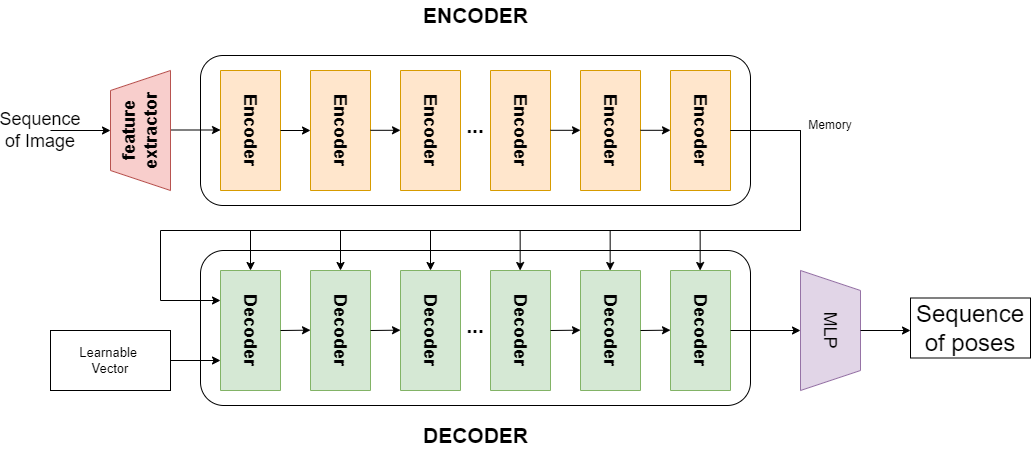 ENCODER
Sequence
of Image
feature
extractor
Encoder
Encoder
Encoder
...
Encoder
Encoder
Encoder
Memory
Learnable
Vector
Decoder
Decoder
Decoder
...
Decoder
Decoder
Decoder
MLP
Sequence
of poses
DECODER